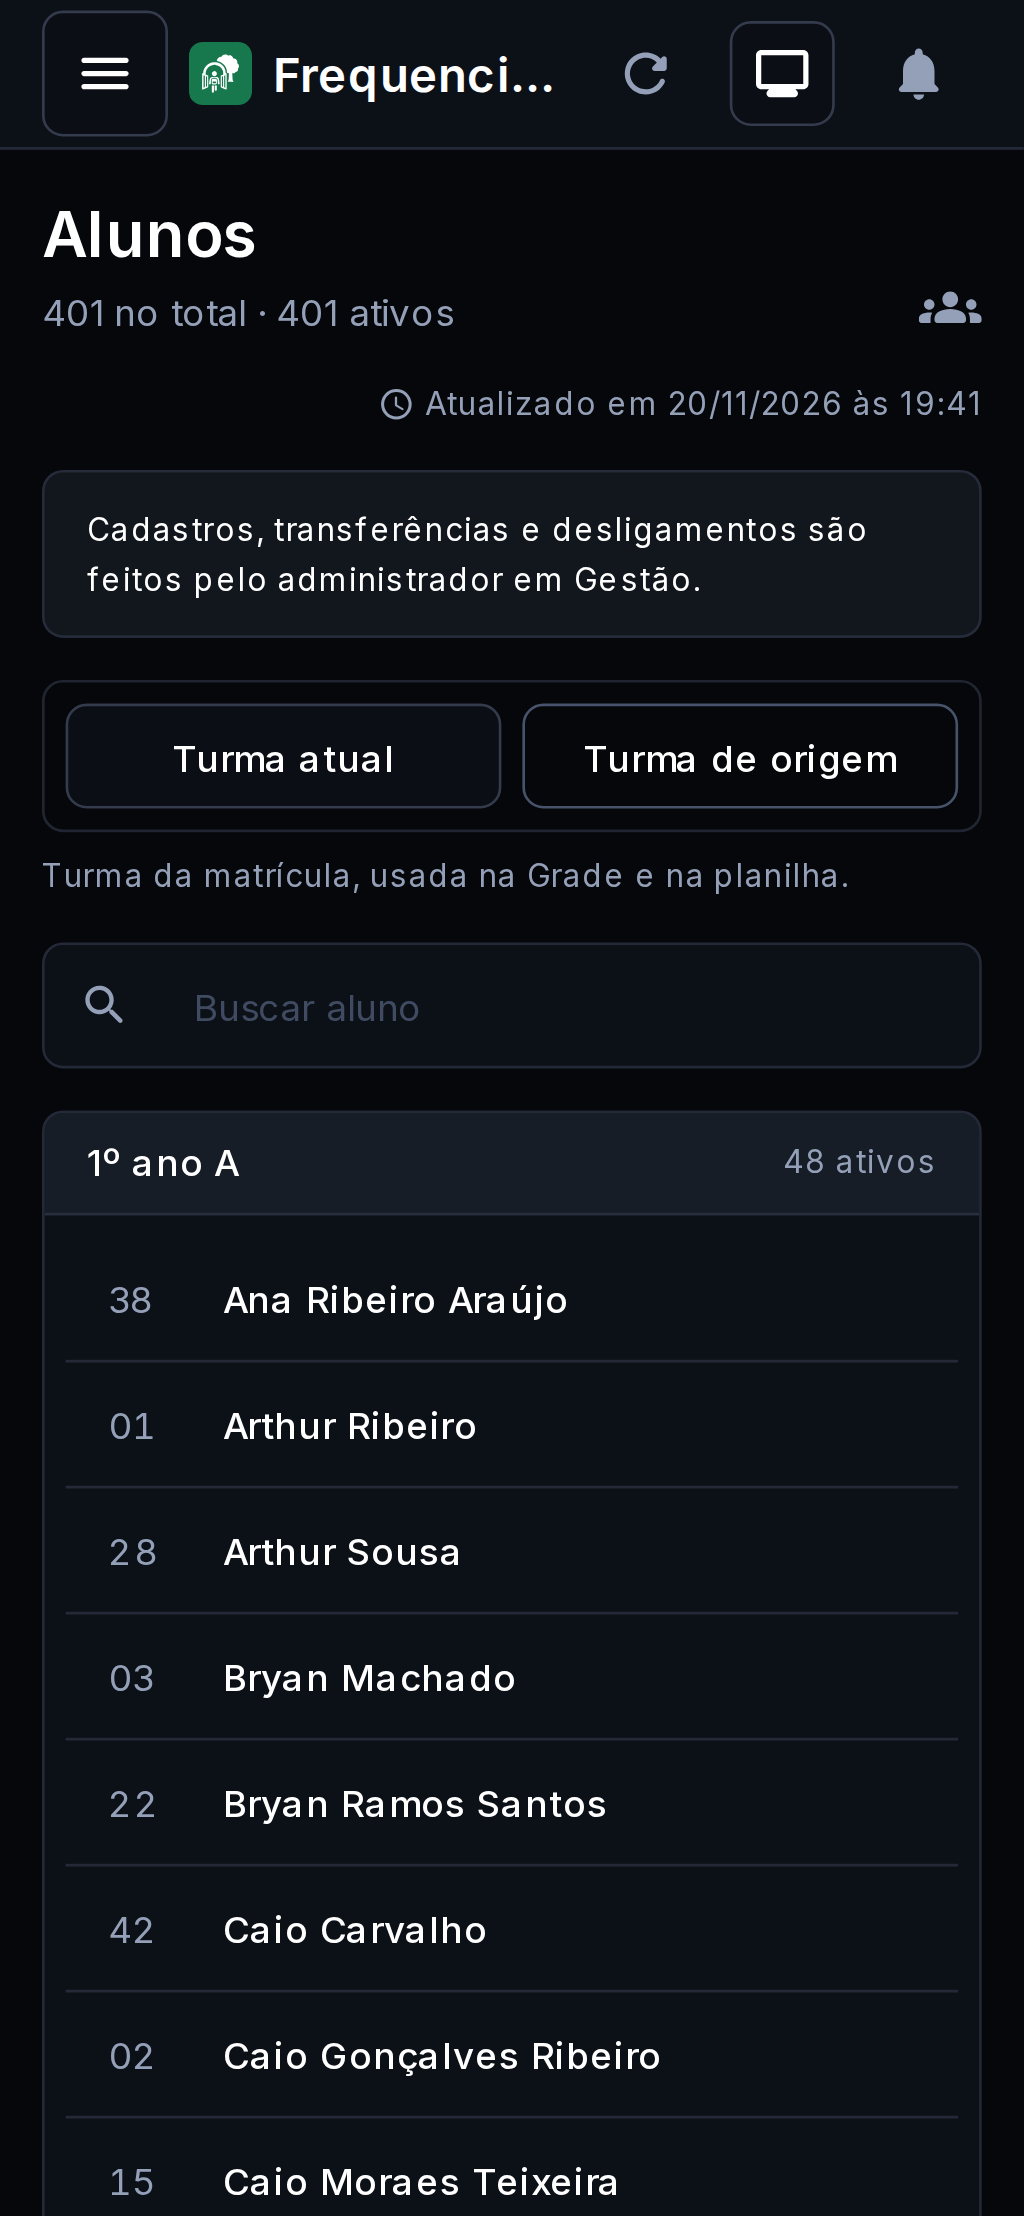 Frequenci...
Alunos
401 no total · 401 ativos
Atualizado em 20/11/2026 às 19:41
Cadastros, transferências e desligamentos são
feitos pelo administrador em Gestão.
Turma atual
Turma de origem
Turma da matrícula, usada na Grade e na planilha.
Buscar aluno
1º ano A
48 ativos
38 Ana Ribeiro Araújo
01 Arthur Ribeiro
28 Arthur Sousa
03 Bryan Machado
22 Bryan Ramos Santos
42 Caio Carvalho
02 Caio Gonçalves Ribeiro
15 Caio Moraes Teixeira